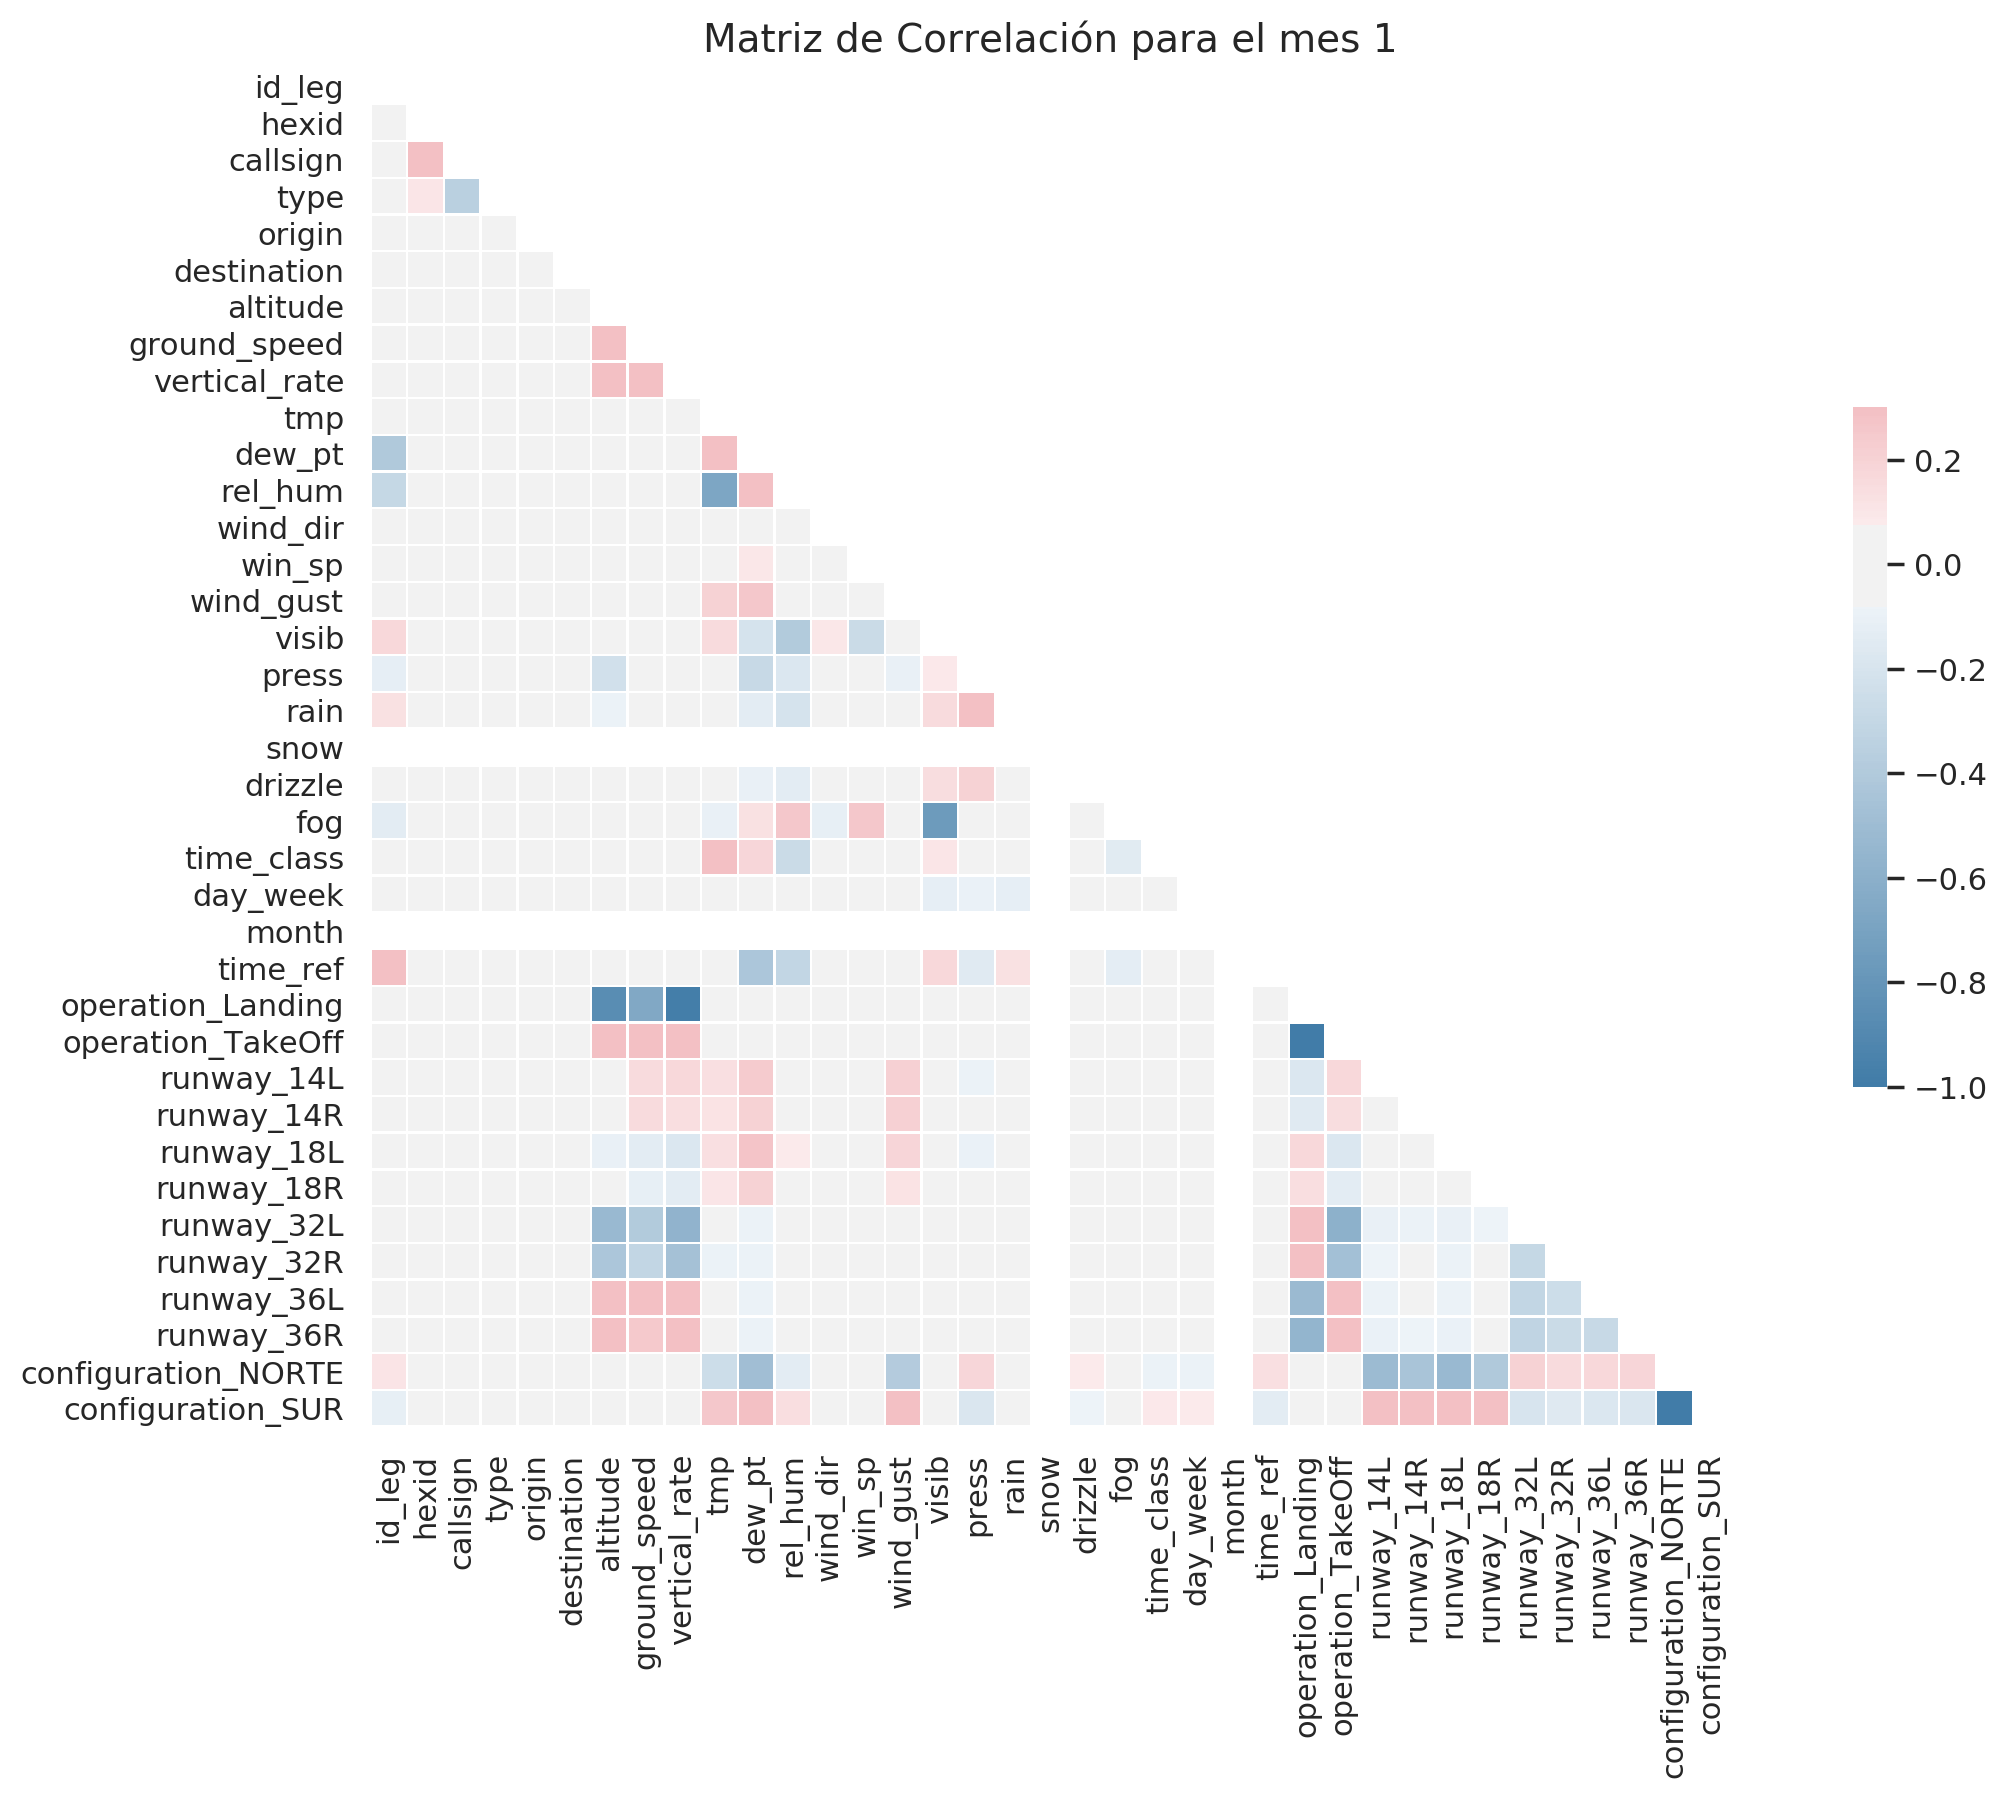 Matriz de Correlación para el mes 1
id_leg
hexid
callsign
type
origin
destination
altitude
ground_speed
vertical_rate
tmp
dew_pt
rel_hum
wind_dir
win_sp
wind_gust
visib
press
rain
snow
drizzle
fog
time_class
day_week
month
time_ref
operation_Landing
operation_TakeOff
runway_14L
runway_14R
runway_18L
runway_18R
runway_32L
runway_32R
runway_36L
runway_36R
configuration_NORTE
configuration_SUR
id_leg
hexid
callsign
type
origin
destination
altitude
ground_speed
vertical_rate
tmp
dew_pt
rel_hum
wind_dir
win_sp
wind_gust
visib
press
rain
snow
drizzle
fog
time_class
day_week
month
time_ref
operation_Landing
operation_TakeOff
runway_14L
runway_14R
runway_18L
runway_18R
runway_32L
runway_32R
runway_36L
runway_36R
configuration_NORTE
configuration_SUR
0.2
0.0
−0.2
−0.4
−0.6
−0.8
−1.0